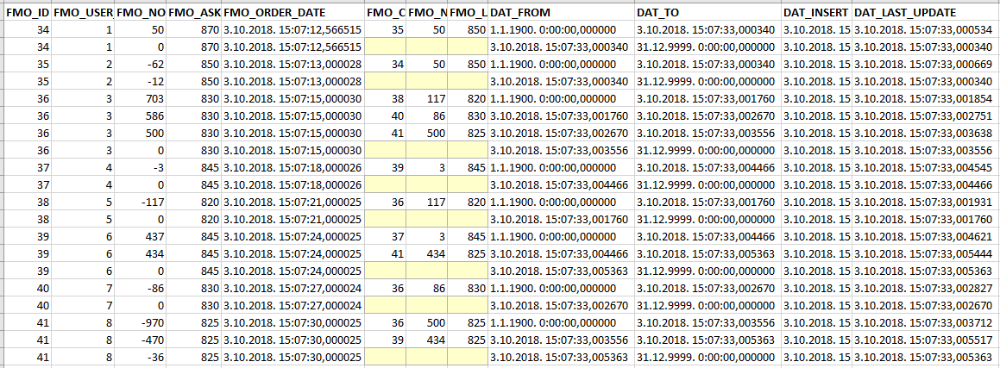 FMO_ID FMO_USER FMO_NO FMO_ASK FMO_ORDER_DATE FMO_C FMO_N FMO_L DAT_FROM DAT_TO DAT_INSERT DAT_LAST_UPDATE
34 1 50 870 3.10.2018. 15:07:12,566515 35 50 850 1.1.1900. 0:00:00,000000 3.10.2018. 15:07:33,000340 3.10.2018. 15 3.10.2018. 15:07:33,000534
34 1 0 870 3.10.2018. 15:07:12,566515 3.10.2018. 15:07:33,000340 31.12.9999. 0:00:00,000000 3.10.2018. 15 3.10.2018. 15:07:33,000340
35 2 -62 850 3.10.2018. 15:07:13,000028 34 50 850 1.1.1900. 0:00:00,000000 3.10.2018. 15:07:33,000340 3.10.2018. 15 3.10.2018. 15:07:33,000669
35 2 -12 850 3.10.2018. 15:07:13,000028 3.10.2018. 15:07:33,000340 31.12.9999. 0:00:00,000000 3.10.2018. 15 3.10.2018. 15:07:33,000340
36 3 703 830 3.10.2018. 15:07:15,000030 38 117 820 1.1.1900. 0:00:00,000000 3.10.2018. 15:07:33,001760 3.10.2018. 15 3.10.2018. 15:07:33,001854
36 3 586 830 3.10.2018. 15:07:15,000030 40 86 830 3.10.2018. 15:07:33,001760 3.10.2018. 15:07:33,002670 3.10.2018. 15 3.10.2018. 15:07:33,002751
36 3 500 830 3.10.2018. 15:07:15,000030 41 500 825 3.10.2018. 15:07:33,002670 3.10.2018. 15:07:33,003556 3.10.2018. 15 3.10.2018. 15:07:33,003638
36 3 0 830 3.10.2018. 15:07:15,000030 3.10.2018. 15:07:33,003556 31.12.9999. 0:00:00,000000 3.10.2018. 15 3.10.2018. 15:07:33,003556
37 4 -3 845 3.10.2018. 15:07:18,000026 39 3 845 1.1.1900. 0:00:00,000000 3.10.2018. 15:07:33,004466 3.10.2018. 15 3.10.2018. 15:07:33,004545
37 4 0 845 3.10.2018. 15:07:18,000026 3.10.2018. 15:07:33,004466 31.12.9999. 0:00:00,000000 3.10.2018. 15 3.10.2018. 15:07:33,004466
38 5 -117 820 3.10.2018. 15:07:21,000025 36 117 820 1.1.1900. 0:00:00,000000 3.10.2018. 15:07:33,001760 3.10.2018. 15 3.10.2018. 15:07:33,001931
38 5 0 820 3.10.2018. 15:07:21,000025 3.10.2018. 15:07:33,001760 31.12.9999. 0:00:00,000000 3.10.2018. 15 3.10.2018. 15:07:33,001760
39 6 437 845 3.10.2018. 15:07:24,000025 37 3 845 1.1.1900. 0:00:00,000000 3.10.2018. 15:07:33,004466 3.10.2018. 15 3.10.2018. 15:07:33,004621
39 6 434 845 3.10.2018. 15:07:24,000025 41 434 825 3.10.2018. 15:07:33,004466 3.10.2018. 15:07:33,005363 3.10.2018. 15 3.10.2018. 15:07:33,005444
39 6 0 845 3.10.2018. 15:07:24,000025 3.10.2018. 15:07:33,005363 31.12.9999. 0:00:00,000000 3.10.2018. 15 3.10.2018. 15:07:33,005363
40 7 -86 830 3.10.2018. 15:07:27,000024 36 86 830 1.1.1900. 0:00:00,000000 3.10.2018. 15:07:33,002670 3.10.2018. 15 3.10.2018. 15:07:33,002827
40 7 0 830 3.10.2018. 15:07:27,000024 3.10.2018. 15:07:33,002670 31.12.9999. 0:00:00,000000 3.10.2018. 15 3.10.2018. 15:07:33,002670
41 8 -970 825 3.10.2018. 15:07:30,000025 36 500 825 1.1.1900. 0:00:00,000000 3.10.2018. 15:07:33,003556 3.10.2018. 15 3.10.2018. 15:07:33,003712
41 8 -470 825 3.10.2018. 15:07:30,000025 39 434 825 3.10.2018. 15:07:33,003556 3.10.2018. 15:07:33,005363 3.10.2018. 15 3.10.2018. 15:07:33,005517
41 8 -36 825 3.10.2018. 15:07:30,000025 3.10.2018. 15:07:33,005363 31.12.9999. 0:00:00,000000 3.10.2018. 15 3.10.2018. 15:07:33,005363